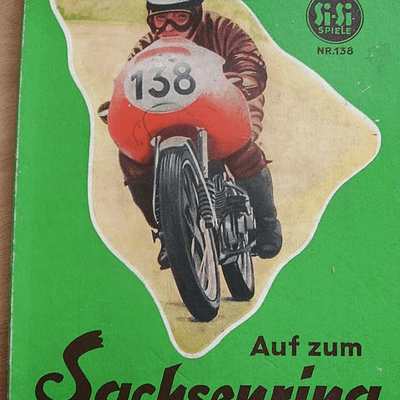 Si-Si
SPIELE
NR.138
138
Auf zum
Sachsenring